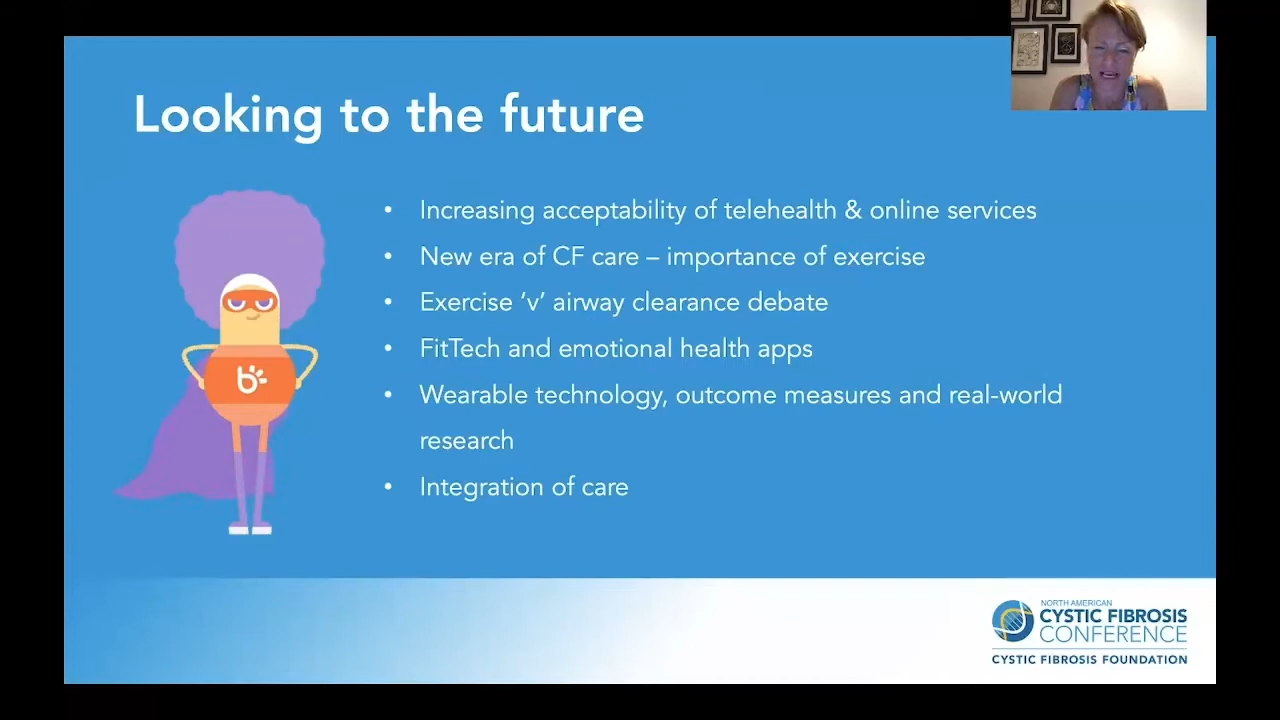 Looking to the future
• Increasing acceptability of telehealth & online services
• New era of CF care – importance of exercise
• Exercise ‘v’ airway clearance debate
• FitTech and emotional health apps
• Wearable technology, outcome measures and real-world
research
• Integration of care
b
NORTH AMERICAN
CYSTIC FIBROSIS
CONFERENCE
CYSTIC FIBROSIS FOUNDATION